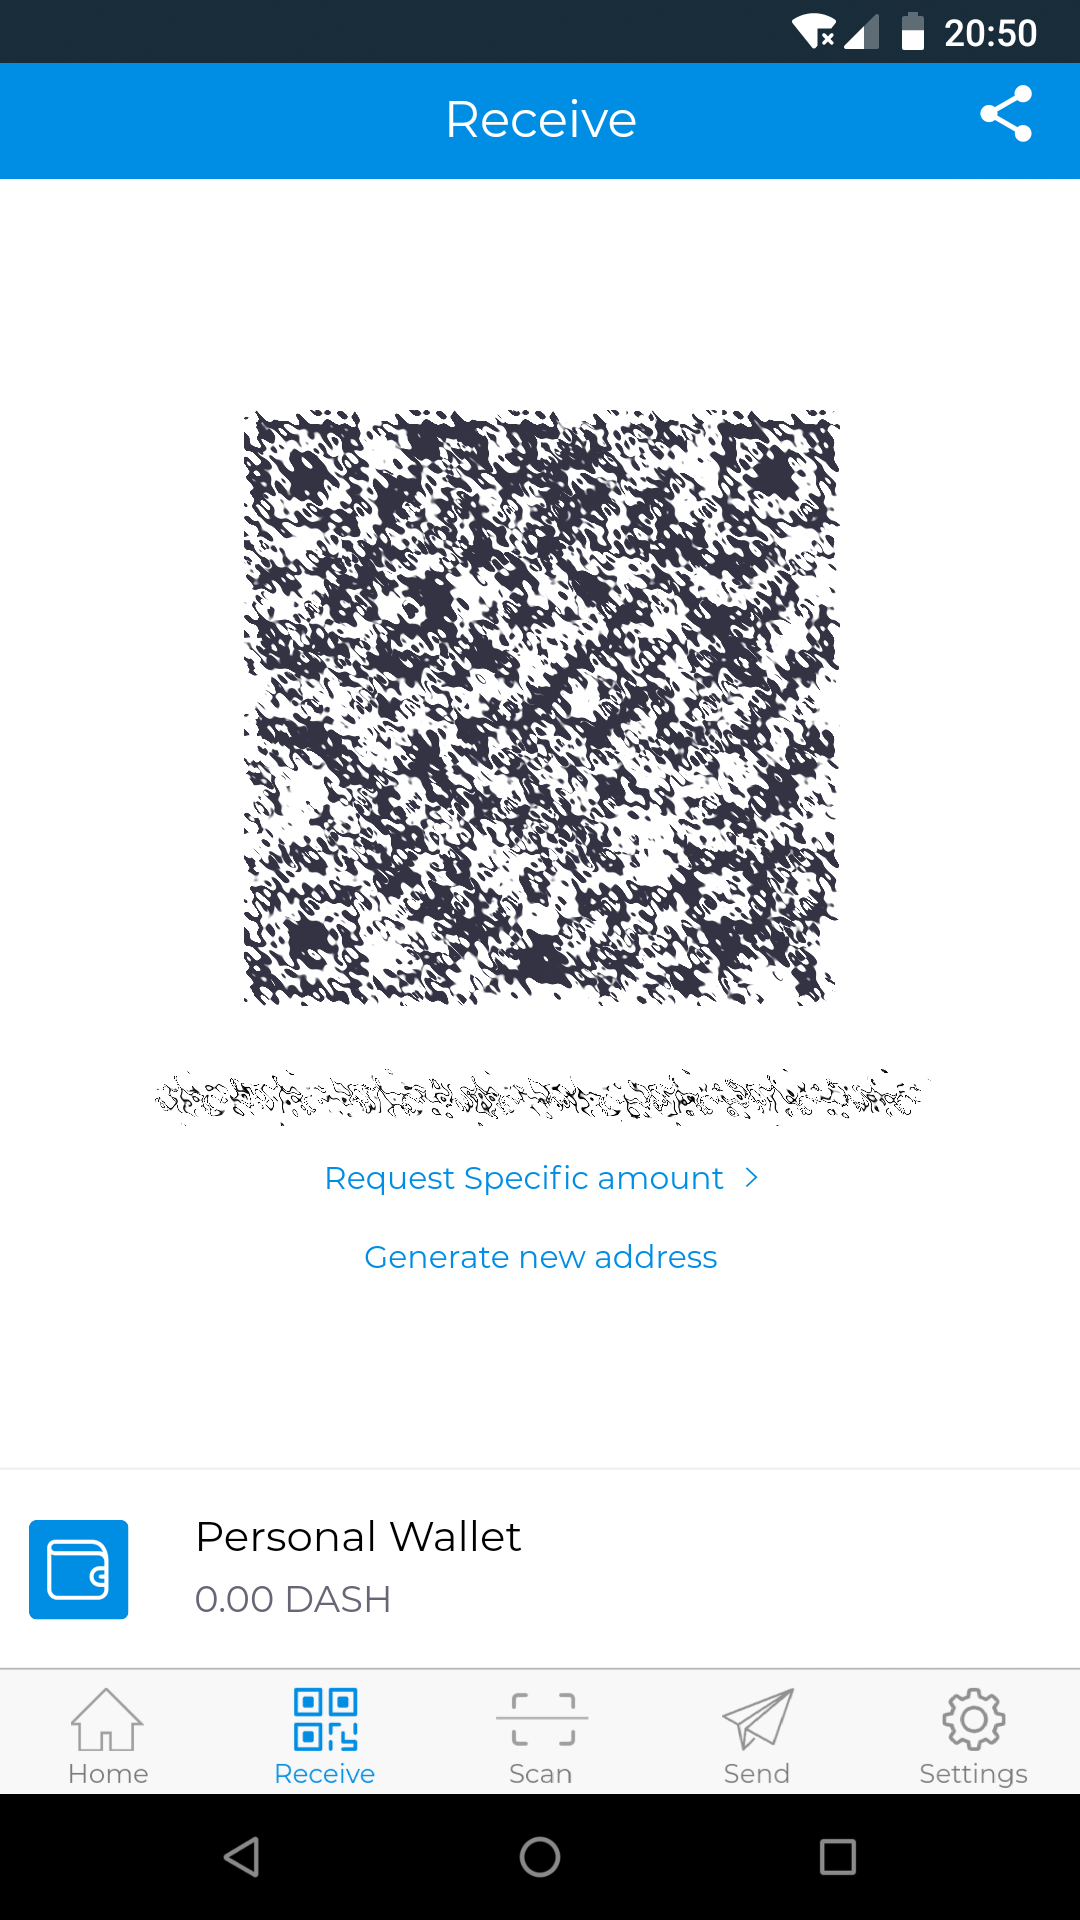 20:50
Receive
Request Specific amount
Generate new address
Personal Wallet
0.00 DASH
Home
Receive
Scan
Send
Settings